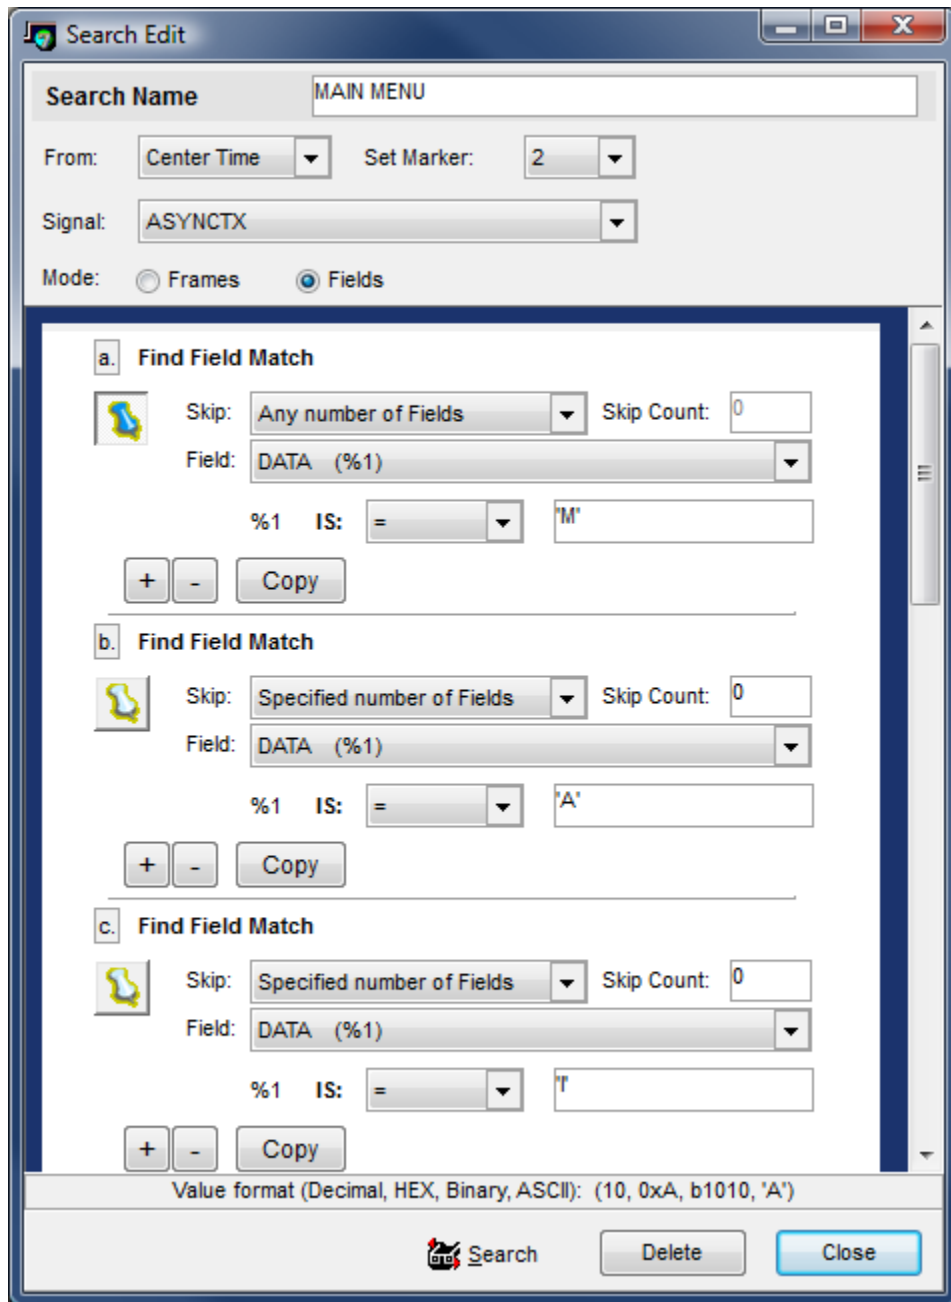 Search Edit
Search Name MAIN MENU
From: Center Time Set Marker: 2
Signal: ASYNCTX
Mode: Frames Fields
a. Find Field Match
Skip: Any number of Fields Skip Count: 0
Field: DATA (%1)
%1 IS: = 'M'
+ - Copy
b. Find Field Match
Skip: Specified number of Fields Skip Count: 0
Field: DATA (%1)
%1 IS: = 'A'
+ - Copy
c. Find Field Match
Skip: Specified number of Fields Skip Count: 0
Field: DATA (%1)
%1 IS: = 'I'
+ - Copy
Value format (Decimal, HEX, Binary, ASCII): (10, 0xA, b1010, 'A')
Search Delete Close